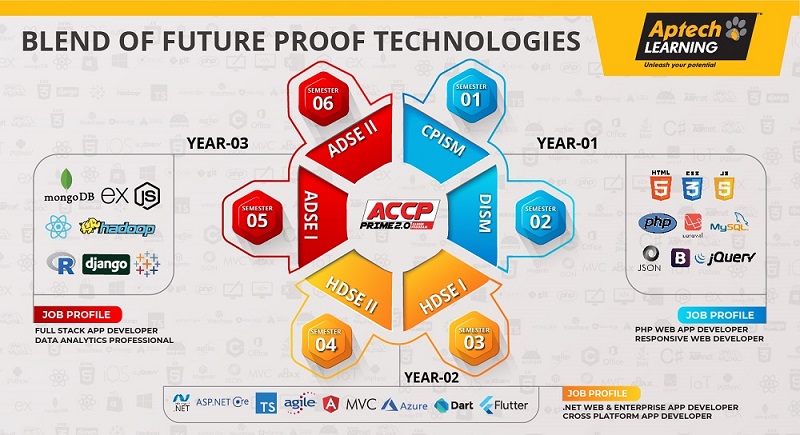 BLEND OF FUTURE PROOF TECHNOLOGIES
Aptech
LEARNING
Unleash your potential
YEAR-03
YEAR-01
SEMESTER
06
ADSE II
SEMESTER
01
CPISM
SEMESTER
05
ADSE I
SEMESTER
02
DISM
ACCP
PRIME2.0
SEMESTER
04
HDSE II
SEMESTER
03
HDSE I
mongoDB
ex
JS
hadoop
R
django
HTML
5
CSS
3
JS
5
php
Laravel
MySQL
JSON
B
jQuery
JOB PROFILE
FULL STACK APP DEVELOPER
DATA ANALYTICS PROFESSIONAL
JOB PROFILE
PHP WEB APP DEVELOPER
RESPONSIVE WEB DEVELOPER
YEAR-02
.NET
ASP.NET Core
TS
agile
A
MVC
Azure
Dart
Flutter
JOB PROFILE
.NET WEB & ENTERPRISE APP DEVELOPER
CROSS PLATFORM APP DEVELOPER